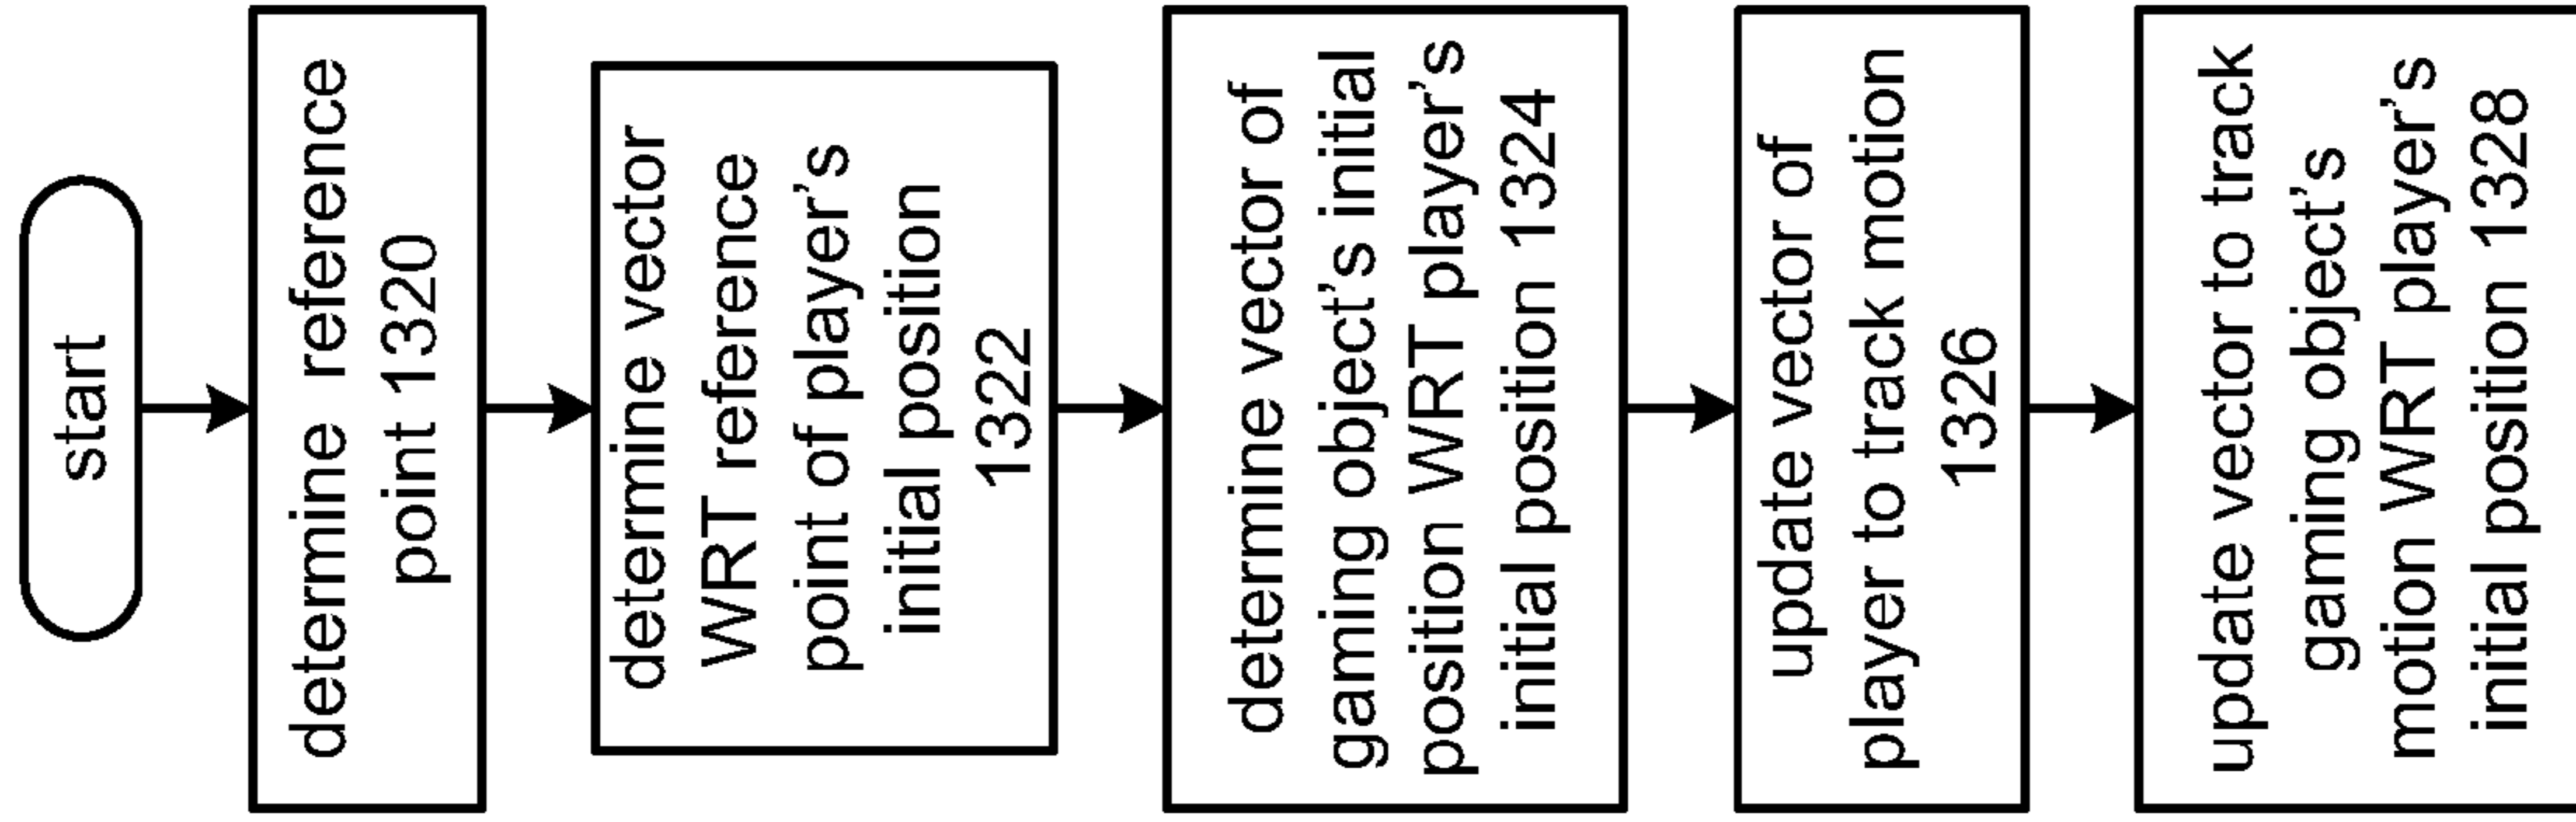 start
determine reference
point 1320
determine vector
WRT reference
point of player's
initial position
1322
determine vector of
gaming object's initial
position WRT player's
initial position 1324
update vector of
player to track motion
1326
update vector to track
gaming object's
motion WRT player's
initial position 1328